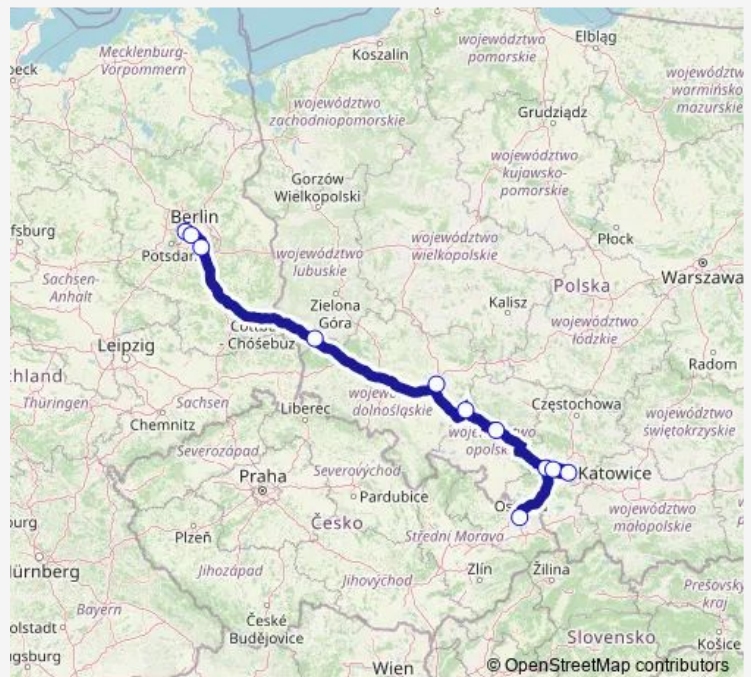 Mecklenburg-
Vorpommern
Koszalin
województwo
pomorskie
Elbląg
województwo
zachodniopomorskie
Grudziądz
warmińsko
mazurskie
Gorzów
Wielkopolski
województwo
kujawsko-
pomorskie
Berlin
Płock
Warszawa
województwo
lubuskie
województwo
wielkopolskie
Polska
Sachsen-
Anhalt
Zielona
Góra
Kalisz
województwo
łódzkie
- Chóśebuz
Leipzig
Radom
Thüringen
Sachsen
Chemnitz
Liberec
dolnośląskie
Częstochowa
województwo
świętokrzyskie
Severozápad
Praha
Severovýchod
Pardubice
Katowice
województwo
małopolskie
Česko
Střední Morava
Plzeň
Jihozápad
Jihovýchod
Zlín
Žilina
Bayern
České
Budějovice
Prešovský
kraj
Slovensko
Košice
Wien
© OpenStreetMap contributors